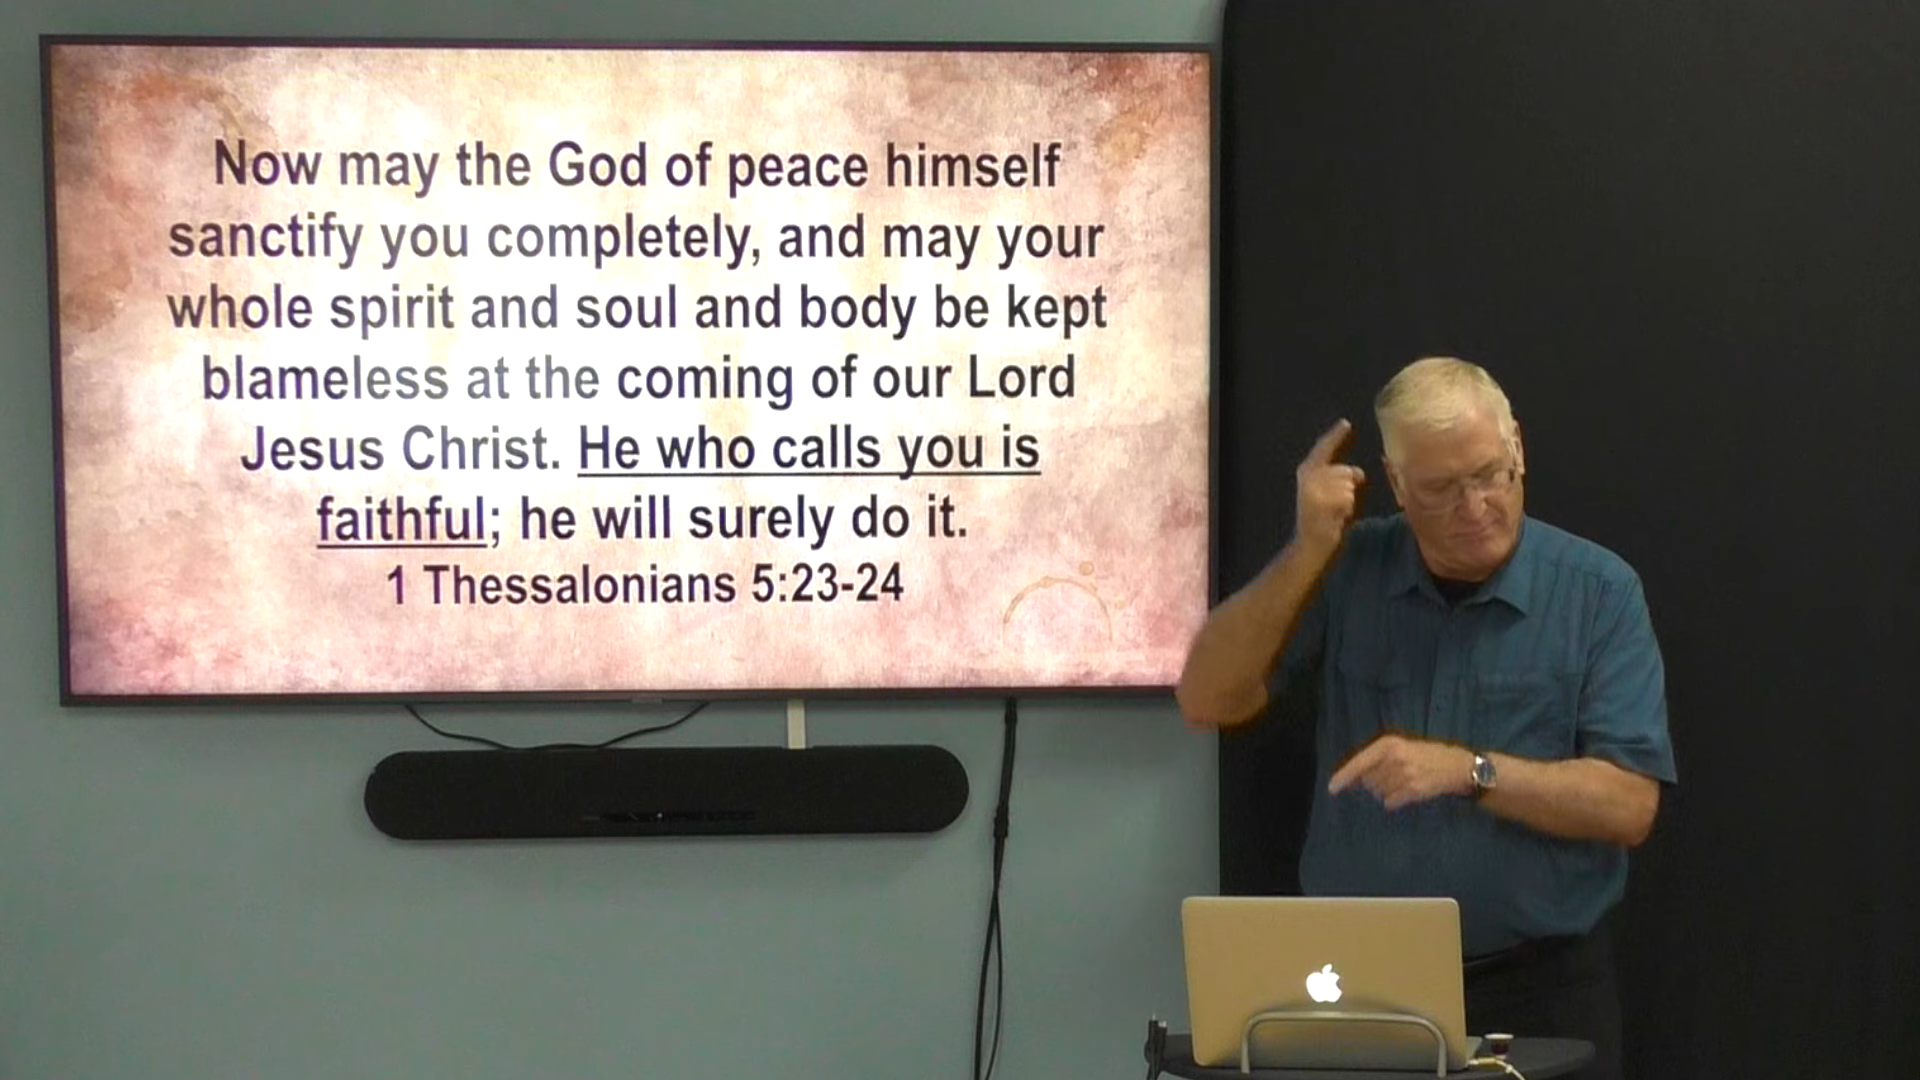 Now may the God of peace himself
sanctify you completely, and may your
whole spirit and soul and body be kept
blameless at the coming of our Lord
Jesus Christ. He who calls you is
faithful; he will surely do it.
1 Thessalonians 5:23-24